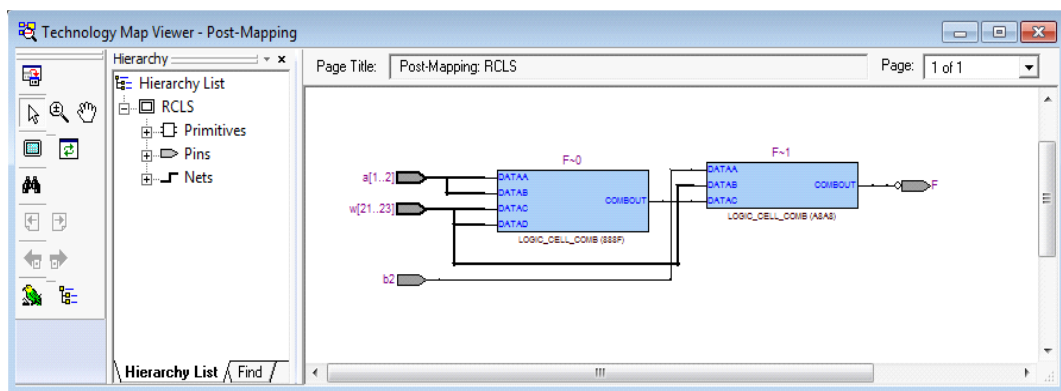 Technology Map Viewer - Post-Mapping
Hierarchy
Hierarchy List
RCLS
Primitives
Pins
Nets
Hierarchy List
Find
Page Title: Post-Mapping: RCLS
Page: 1 of 1
a[1..2]
w[21..23]
b2
F~0
DATAA
DATAB
DATAC
DATAD
COMBOUT
LOGIC_CELL_COMB (888F)
F~1
DATAA
DATAB
DATAC
COMBOUT
LOGIC_CELL_COMB (A8A8)
F